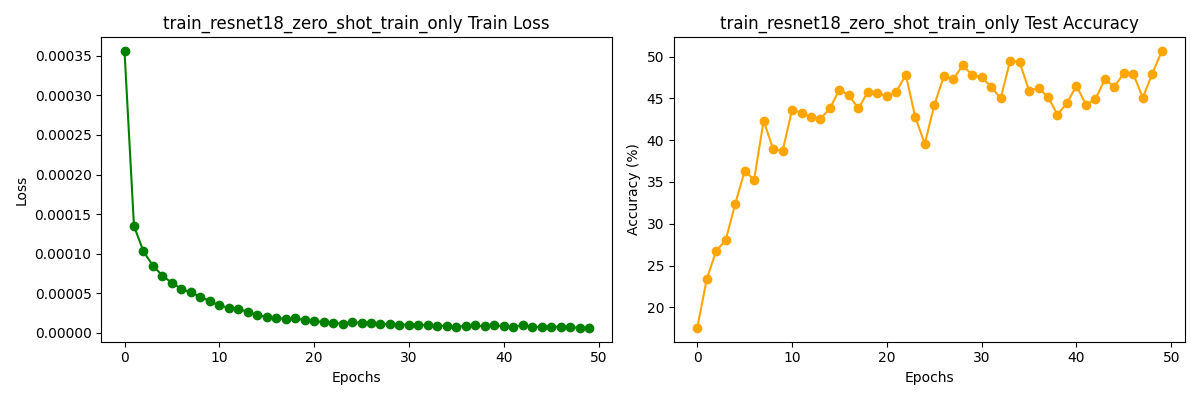 train_resnet18_zero_shot_train_only Train Loss
0.00035
0.00030
0.00025
0.00020
0.00015
0.00010
0.00005
0.00000
Loss
0 10 20 30 40 50
Epochs
train_resnet18_zero_shot_train_only Test Accuracy
50
45
40
35
30
25
20
Accuracy (%)
0 10 20 30 40 50
Epochs